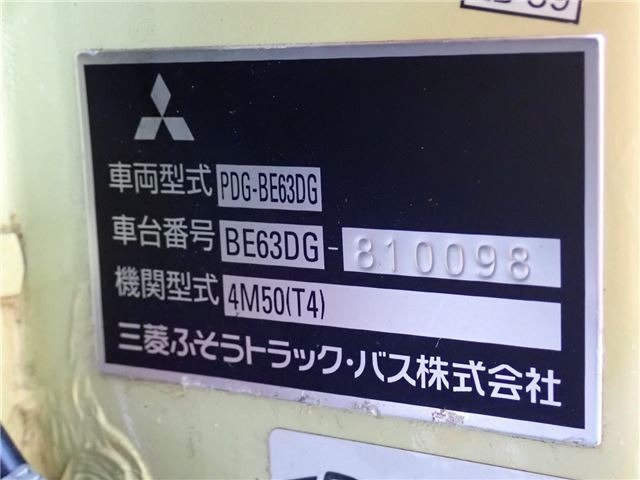 車両型式 PDG-BE63DG
車台番号 BE63DG-810098
機関型式 4M50(T4)
三菱ふそうトラック・バス株式会社